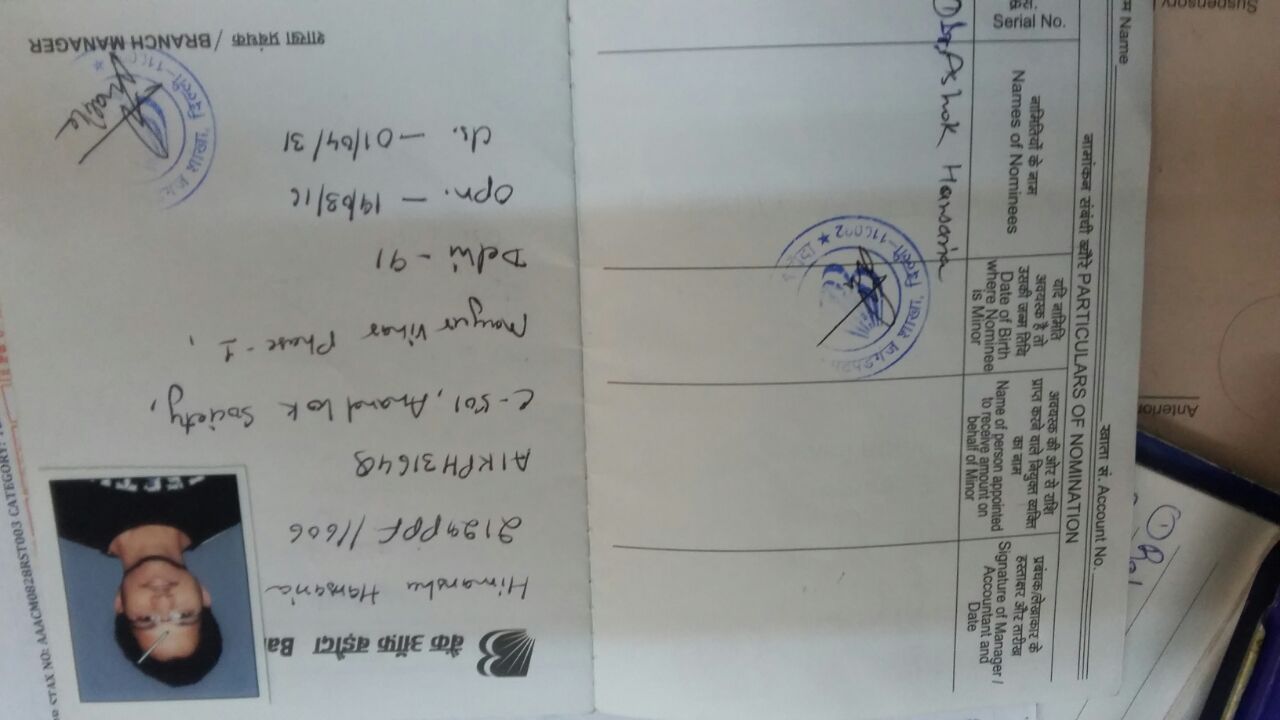 खाता सं. Account No.
नामांकन संबंधी ब्यौरे PARTICULARS OF NOMINATION
नामितियों के नाम
Names of Nominees
यदि नामिति
अवयस्क है तो
उसकी जन्म तिथि
Date of Birth
where Nominee
is Minor
अवयस्क की ओर से राशि
प्राप्त करने वाले नियुक्त व्यक्ति
का नाम
Name of person appointed
to receive amount on
behalf of Minor
प्रबंधक/लेखाकार के
हस्ताक्षर और तारीख
Signature of Manager /
Accountant and
Date
Serial No.
Name
Ashok Hansaria
शाखा, दिल्ली-110092
बैंक ऑफ़ बड़ौदा Ba
Himanshu Hansaria
2129PPF//606
AIKPH3164Q
C-501, Anand Lok Society,
Mayur Vihar Phase-1,
Delhi - 91
Opn. - 19/03/16
Cls. - 01/04/31
शाखा, दिल्ली-110
शाखा प्रबंधक / BRANCH MANAGER
CTAX NO: AAACM0828RST003 CATEGORY:
Anterior
Suspensory